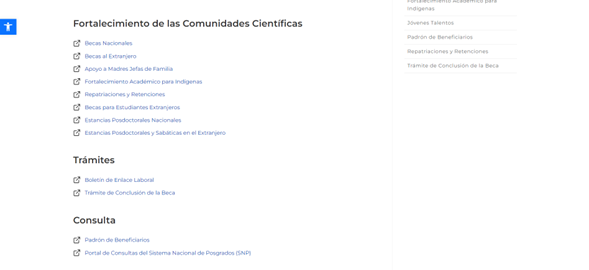 Fortalecimiento de las Comunidades Científicas
Becas Nacionales
Becas al Extranjero
Apoyo a Madres Jefas de Familia
Fortalecimiento Académico para Indígenas
Repatriaciones y Retenciones
Becas para Estudiantes Extranjeros
Estancias Posdoctorales Nacionales
Estancias Posdoctorales y Sabáticas en el Extranjero
Trámites
Boletín de Enlace Laboral
Trámite de Conclusión de la Beca
Consulta
Padrón de Beneficiarios
Portal de Consultas del Sistema Nacional de Posgrados (SNP)
Fortalecimiento Académico para
Indígenas
Jóvenes Talentos
Padrón de Beneficiarios
Repatriaciones y Retenciones
Trámite de Conclusión de la Beca